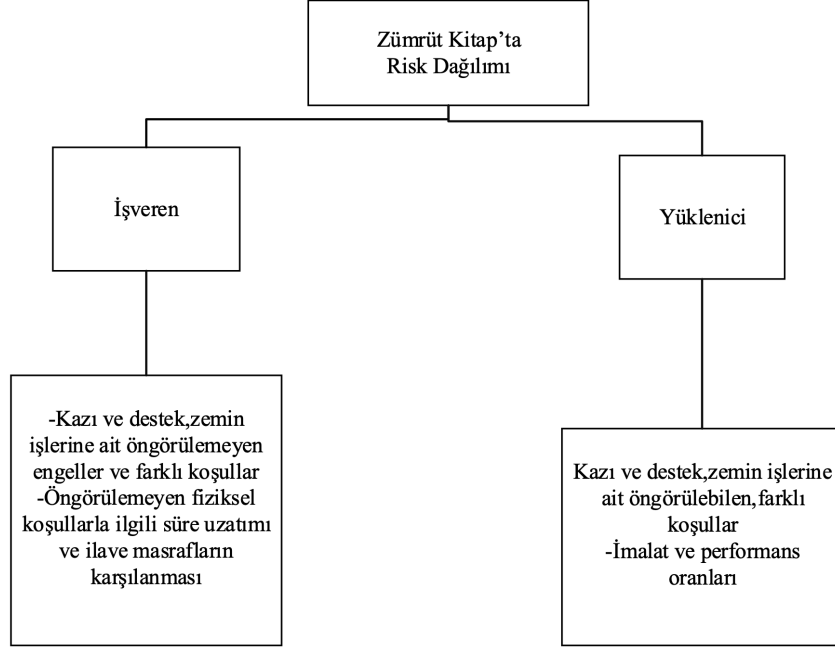 Zümrüt Kitap’ta
Risk Dağılımı
İşveren
Yüklenici
-Kazı ve destek,zemin
işlerine ait öngörülemeyen
engeller ve farklı koşullar
-Öngörülemeyen fiziksel
koşullarla ilgili süre uzatımı
ve ilave masrafların
karşılanması
Kazı ve destek,zemin işlerine
ait öngörülebilen,farklı
koşullar
-İmalat ve performans
oranları